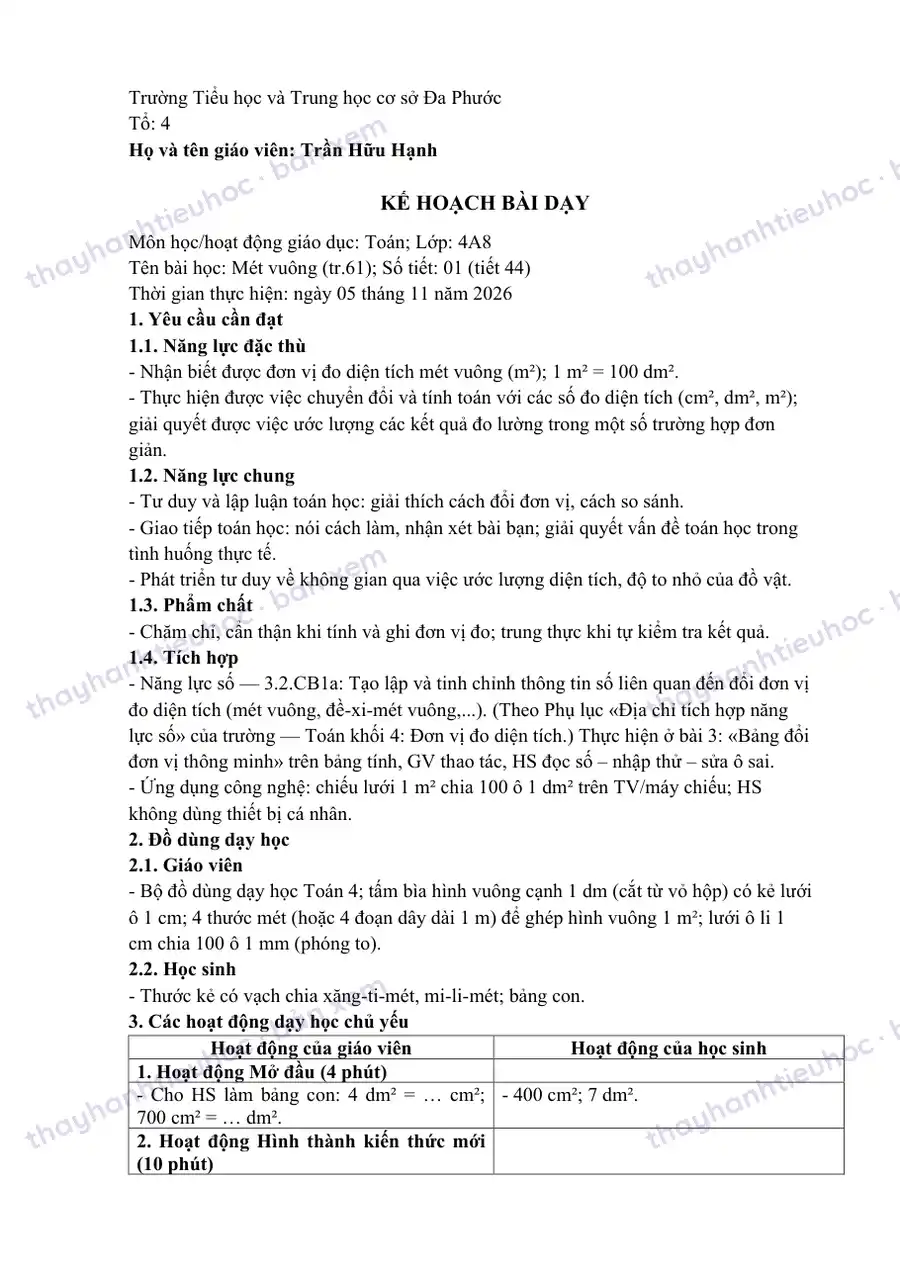 Trường Tiểu học và Trung học cơ sở Đa Phước
Tổ: 4
Họ và tên giáo viên: Trần Hữu Hạnh
KẾ HOẠCH BÀI DẠY
Môn học/hoạt động giáo dục: Toán; Lớp: 4A8
Tên bài học: Mét vuông (tr.61); Số tiết: 01 (tiết 44)
Thời gian thực hiện: ngày 05 tháng 11 năm 2026
1. Yêu cầu cần đạt
1.1. Năng lực đặc thù
- Nhận biết được đơn vị đo diện tích mét vuông (m²); 1 m² = 100 dm².
- Thực hiện được việc chuyển đổi và tính toán với các số đo diện tích (cm², dm², m²);
giải quyết được việc ước lượng các kết quả đo lường trong một số trường hợp đơn
giản.
1.2. Năng lực chung
- Tư duy và lập luận toán học: giải thích cách đổi đơn vị, cách so sánh.
- Giao tiếp toán học: nói cách làm, nhận xét bài bạn; giải quyết vấn đề toán học trong
tình huống thực tế.
- Phát triển tư duy về không gian qua việc ước lượng diện tích, độ to nhỏ của đồ vật.
1.3. Phẩm chất
- Chăm chỉ, cẩn thận khi tính và ghi đơn vị đo; trung thực khi tự kiểm tra kết quả.
1.4. Tích hợp
- Năng lực số — 3.2.CB1a: Tạo lập và tinh chỉnh thông tin số liên quan đến đổi đơn vị
đo diện tích (mét vuông, đề-xi-mét vuông,...). (Theo Phụ lục «Địa chỉ tích hợp năng
lực số» của trường — Toán khối 4: Đơn vị đo diện tích.) Thực hiện ở bài 3: «Bảng đổi
đơn vị thông minh» trên bảng tính, GV thao tác, HS đọc số – nhập thử – sửa ô sai.
- Ứng dụng công nghệ: chiếu lưới 1 m² chia 100 ô 1 dm² trên TV/máy chiếu; HS
không dùng thiết bị cá nhân.
2. Đồ dùng dạy học
2.1. Giáo viên
- Bộ đồ dùng dạy học Toán 4; tấm bìa hình vuông cạnh 1 dm (cắt từ vỏ hộp) có kẻ lưới
ô 1 cm; 4 thước mét (hoặc 4 đoạn dây dài 1 m) để ghép hình vuông 1 m²; lưới ô li 1
cm chia 100 ô 1 mm (phóng to).
2.2. Học sinh
- Thước kẻ có vạch chia xăng-ti-mét, mi-li-mét; bảng con.
3. Các hoạt động dạy học chủ yếu
Hoạt động của giáo viên
Hoạt động của học sinh
1. Hoạt động Mở đầu (4 phút)
- Cho HS làm bảng con: 4 dm² = … cm²;
700 cm² = … dm².
- 400 cm²; 7 dm².
2. Hoạt động Hình thành kiến thức mới
(10 phút)
thayhanhtieuhoc · bản xem
thayhanhtieuhoc · b
thayhanhtieuhoc · bản xem
thayhanhtieuhoc · b
thayhanhtieuhoc · bản xem
thayhanhtieuhoc · b